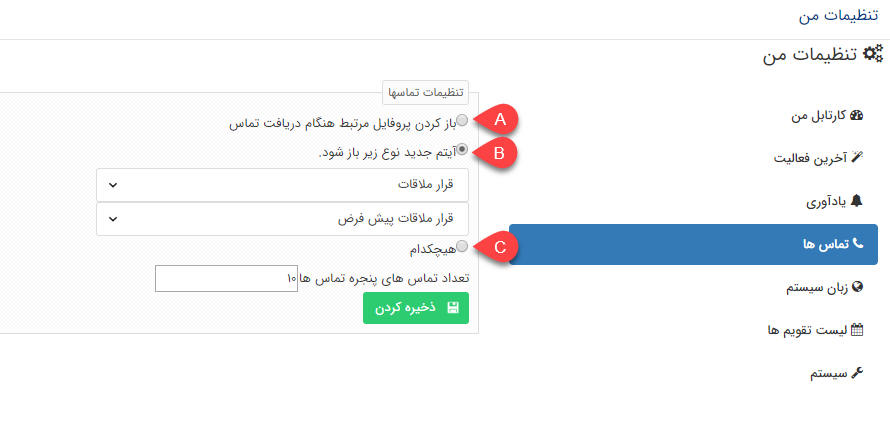 تنظیمات من
تنظیمات من
کارتابل من
آخرین فعالیت
یادآوری
تماس ها
زبان سیستم
لیست تقویم ها
سیستم
تنظیمات تماسها
A باز کردن پروفایل مرتبط هنگام دریافت تماس
B آیتم جدید نوع زیر باز شود.
قرار ملاقات
قرار ملاقات پیش فرض
C هیچکدام
تعداد تماس های پنجره تماس ها ۱۰
ذخیره کردن